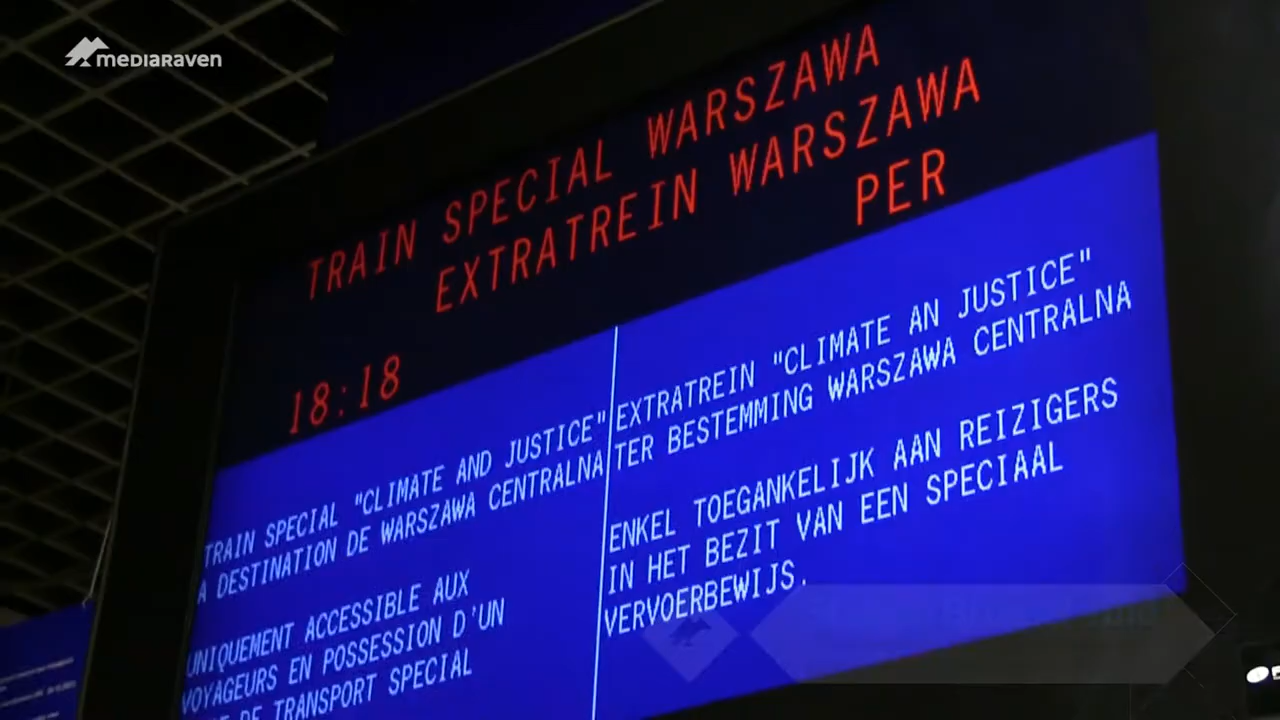 mediaraven
TRAIN SPECIAL WARSZAWA
EXTRATREIN WARSZAWA
PER
18:18
TRAIN SPECIAL "CLIMATE AND JUSTICE"
A DESTINATION DE WARSZAWA CENTRALNA
UNIQUEMENT ACCESSIBLE AUX
VOYAGEURS EN POSSESSION D'UN
DE TRANSPORT SPECIAL
EXTRATREIN "CLIMATE AN JUSTICE"
TER BESTEMMING WARSZAWA CENTRALNA
ENKEL TOEGANKELIJK AAN REIZIGERS
IN HET BEZIT VAN EEN SPECIAAL
VERVOERBEWIJS.